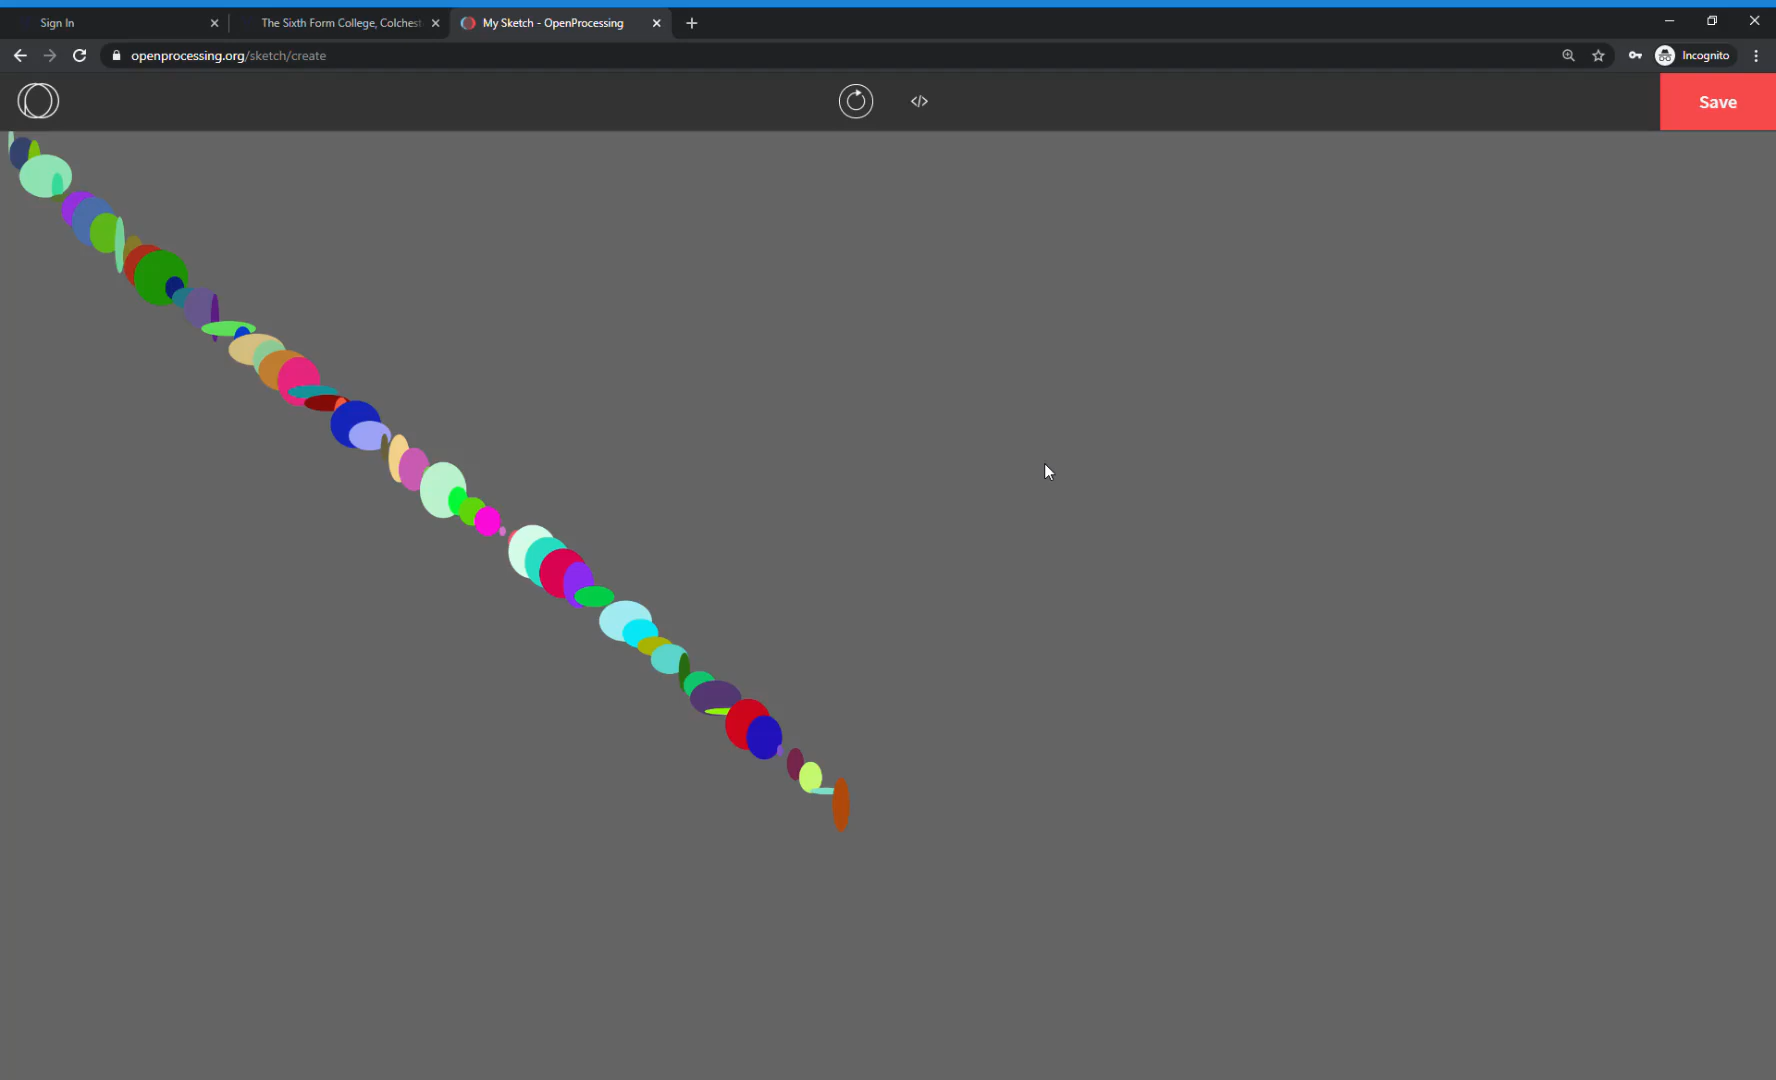 Sign In
The Sixth Form College, Colchest
My Sketch - OpenProcessing
openprocessing.org/sketch/create
Incognito
</>
Save